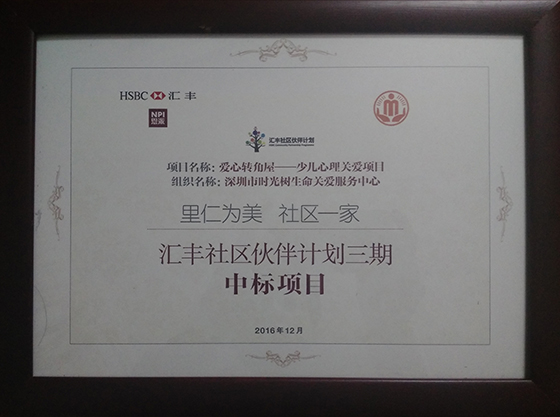 HSBC 汇丰
NPI
恩派
汇丰社区伙伴计划
项目名称：爱心转角屋——少儿心理关爱项目
组织名称：深圳市时光树生命关爱服务中心
里仁为美 社区一家
汇丰社区伙伴计划三期
中标项目
2016年12月